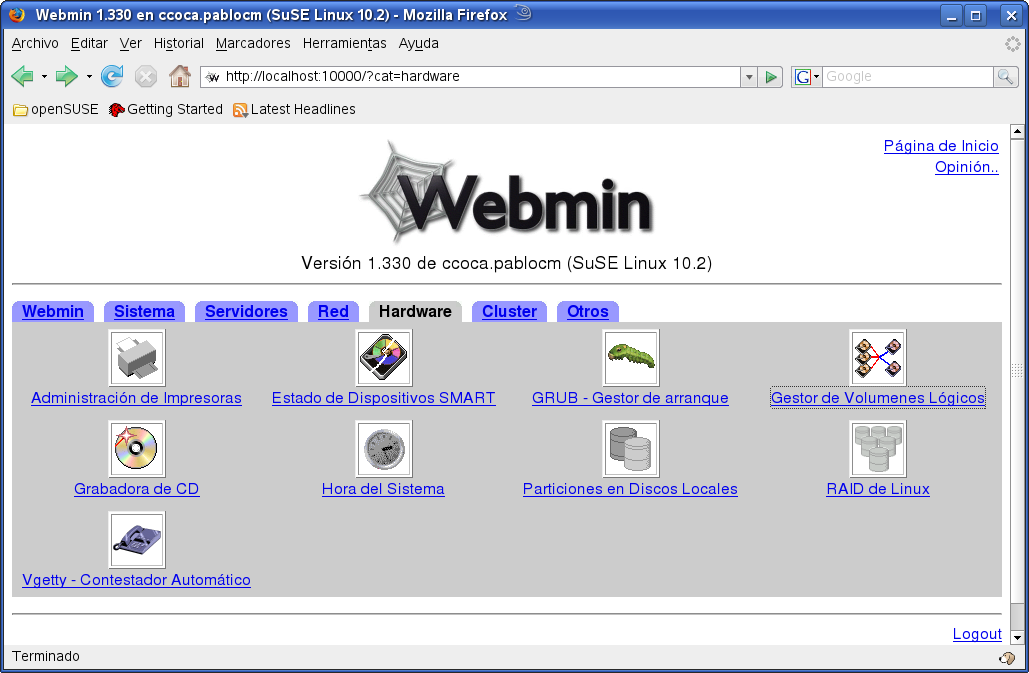 Webmin 1.330 en ccoca.pablocm (SuSE Linux 10.2) - Mozilla Firefox
Archivo Editar Ver Historial Marcadores Herramientas Ayuda
http://localhost:10000/?cat=hardware G Google
openSUSE Getting Started Latest Headlines
Página de Inicio
Opinión..
Webmin
Versión 1.330 de ccoca.pablocm (SuSE Linux 10.2)
Webmin Sistema Servidores Red Hardware Cluster Otros
Administración de Impresoras Estado de Dispositivos SMART GRUB - Gestor de arranque Gestor de Volumenes Lógicos
Grabadora de CD Hora del Sistema Particiones en Discos Locales RAID de Linux
Vgetty - Contestador Automático
Logout
Terminado